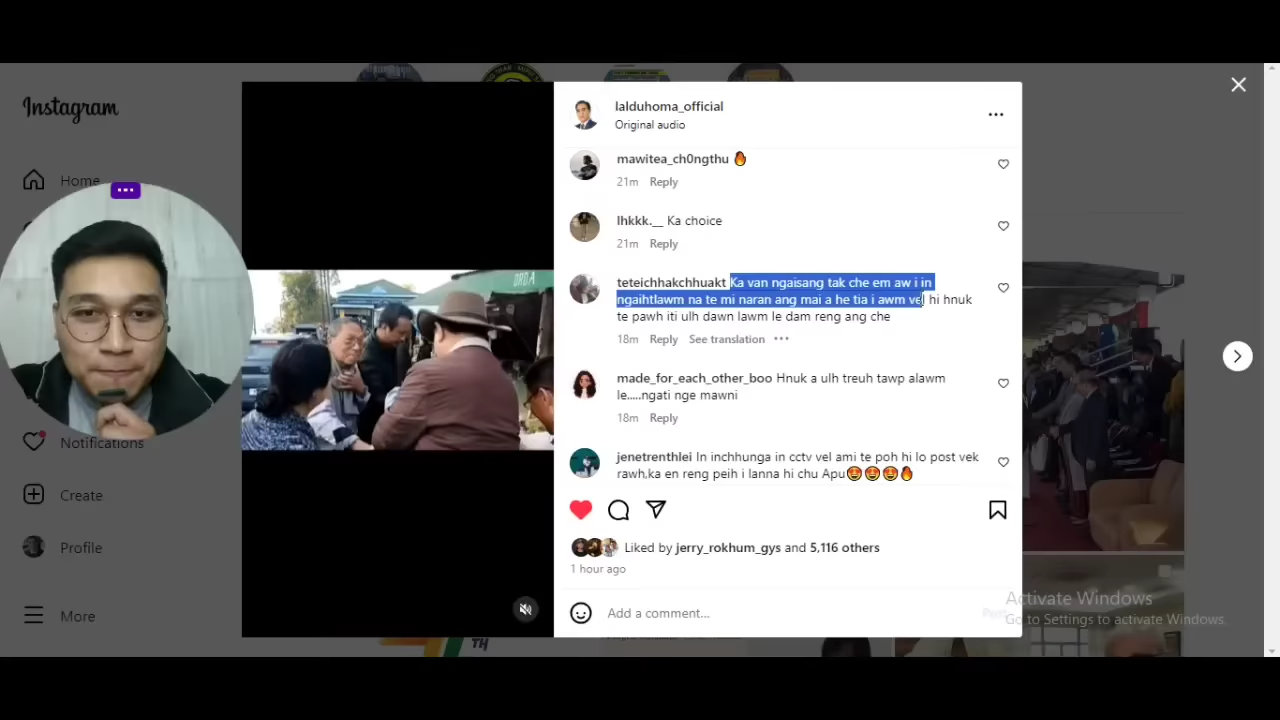 Instagram
Home
Notifications
Create
Profile
More
lalduhoma_official
Original audio
mawitea_ch0ngthu 🔥
21m Reply
lhkkk.__ Ka choice
21m Reply
teteichhakchhuakt Ka van ngaisang tak che em aw i in
ngaihtlawm na te mi naran ang mai a he tia i awm vel hi hnuk
te pawh iti ulh dawn lawm le dam reng ang che
18m Reply See translation
made_for_each_other_boo Hnuk a ulh treuh tawp alawm
le.....ngati nge mawni
18m Reply
jenetrenthlei In inchhunga in cctv vel ami te poh hi lo post vek
rawh,ka en reng peih i lanna hi chu Apu🤩🤩🤩🔥
Liked by jerry_rokhum_gys and 5,116 others
1 hour ago
Add a comment...
Activate Windows
Go to Settings to activate Windows.
TH